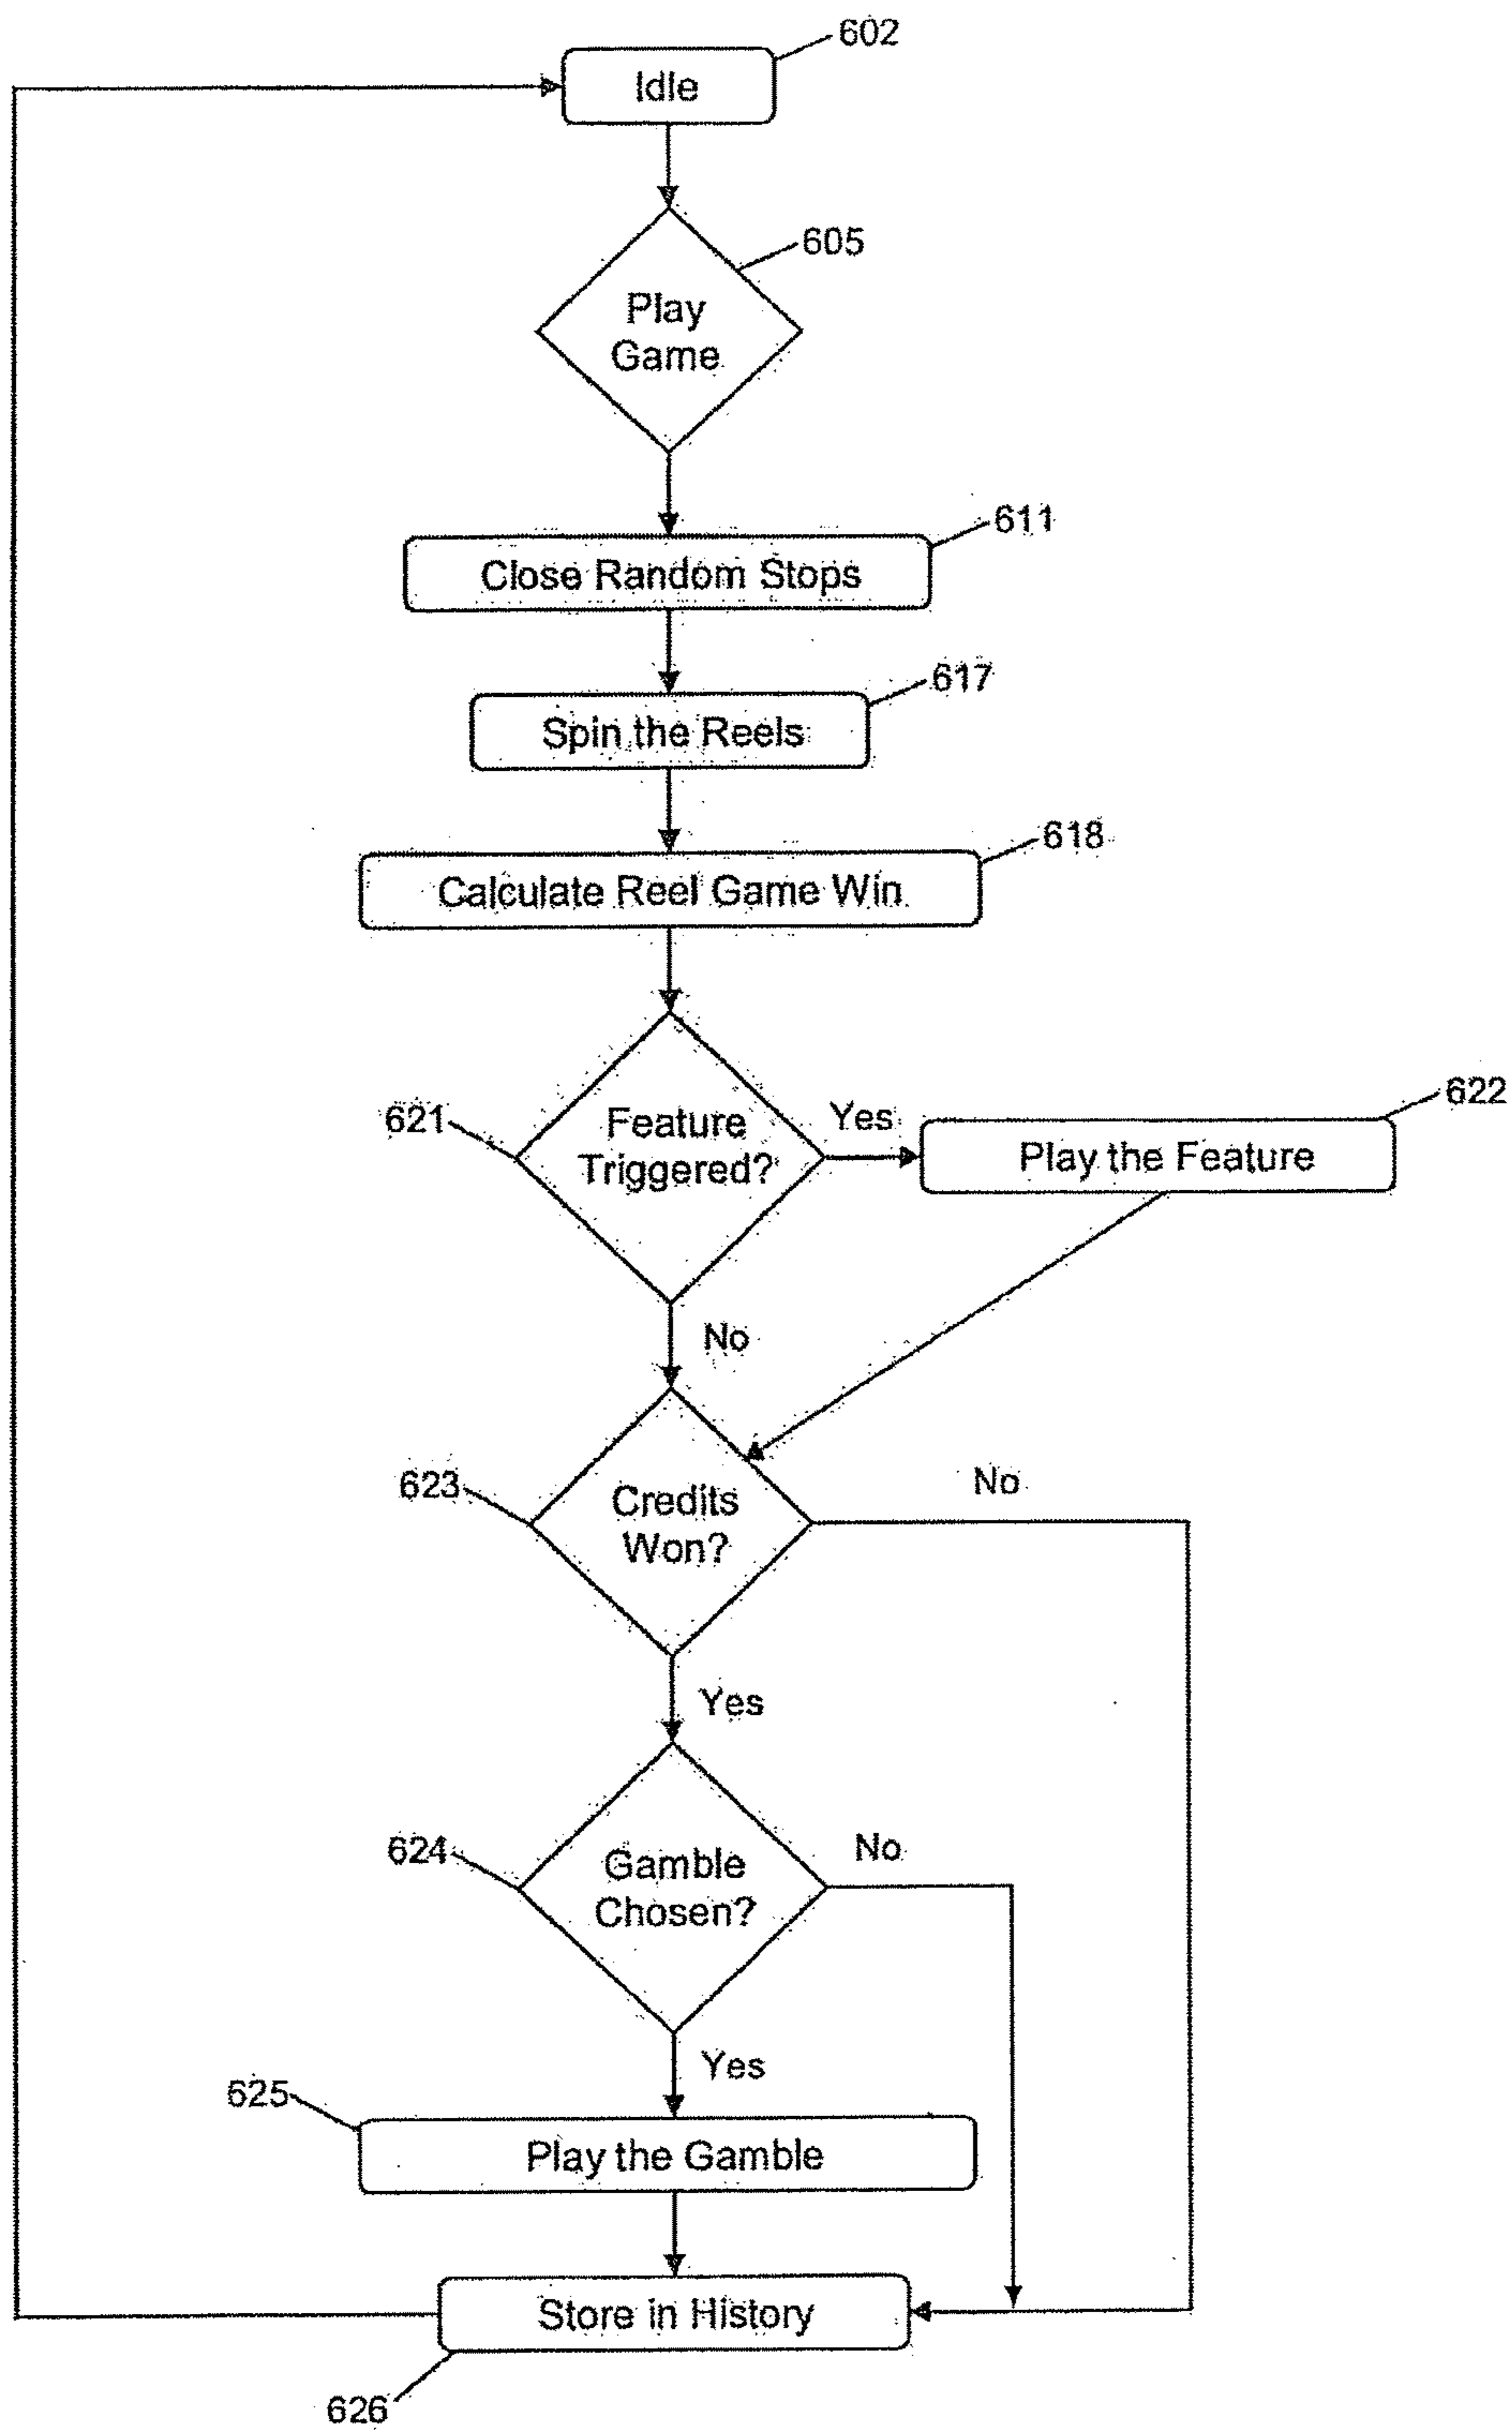 602
Idle
605
Play
Game
611
Close Random Stops
617
Spin the Reels
618
Calculate Reel Game Win
621
Feature
Triggered?
Yes
622
Play the Feature
No
623
Credits
Won?
No
Yes
624
Gamble
Chosen?
No
Yes
625
Play the Gamble
Store in History
626